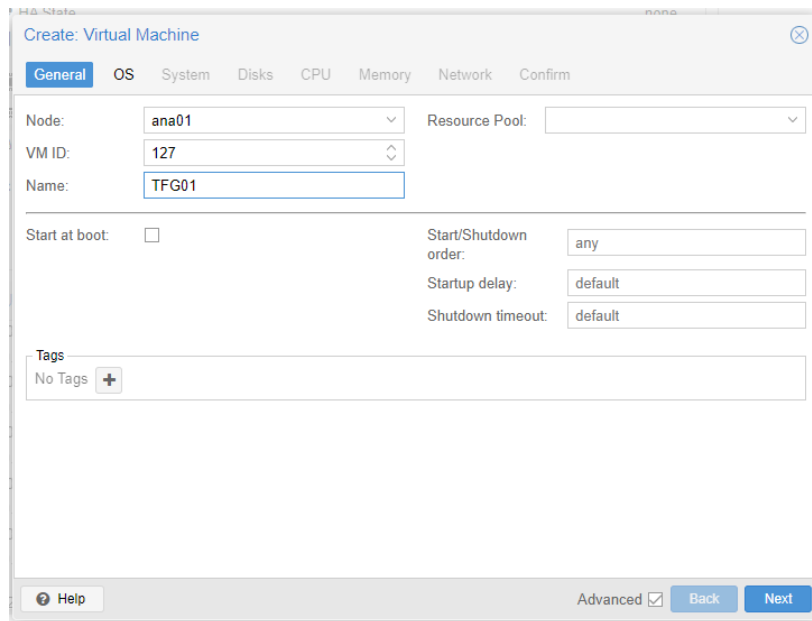 HA State none
Create: Virtual Machine
General OS System Disks CPU Memory Network Confirm
Node: ana01 Resource Pool:
VM ID: 127
Name: TFG01
Start at boot: Start/Shutdown order: any
Startup delay: default
Shutdown timeout: default
Tags
No Tags
Help Advanced Back Next